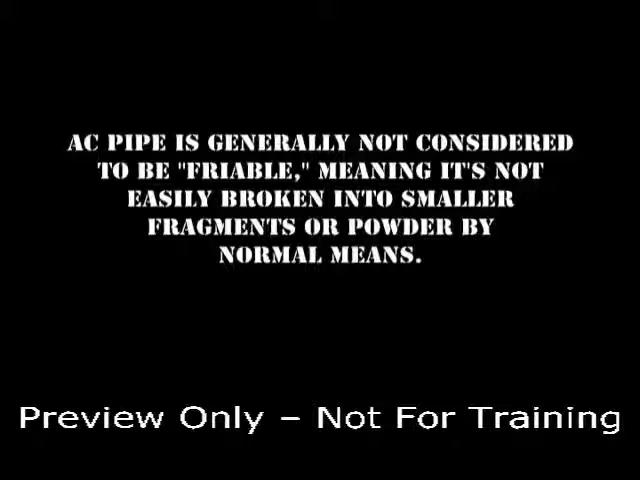 AC PIPE IS GENERALLY NOT CONSIDERED
TO BE "FRIABLE," MEANING IT'S NOT
EASILY BROKEN INTO SMALLER
FRAGMENTS OR POWDER BY
NORMAL MEANS.
Preview Only – Not For Training